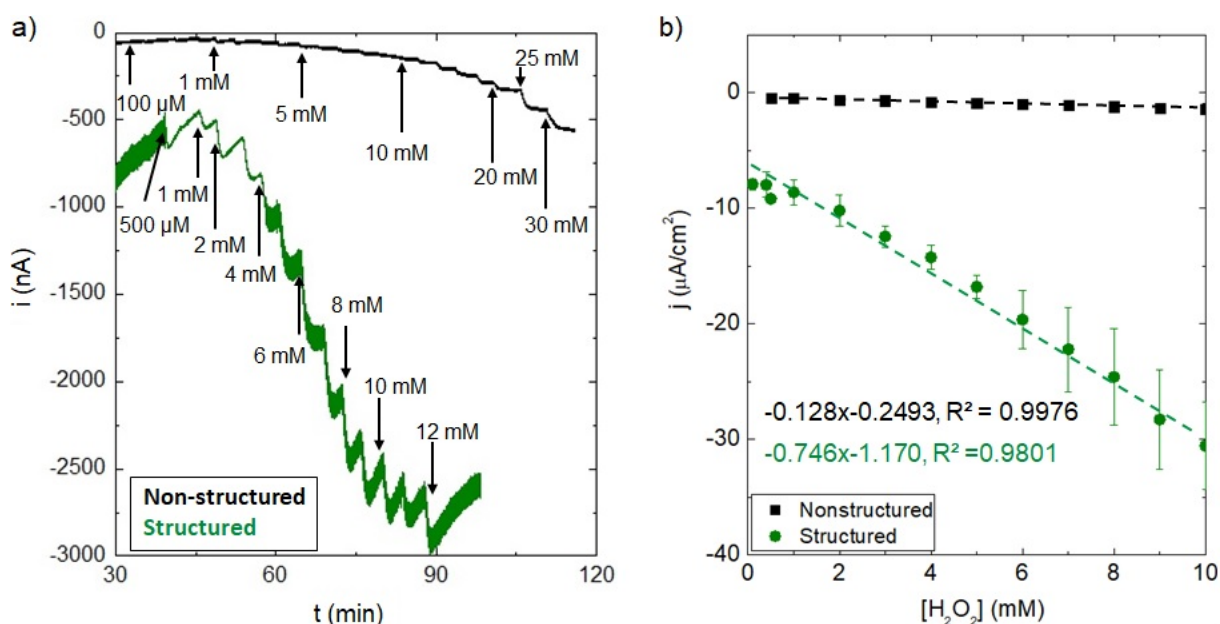 a)
i (nA)
0
-500
-1000
-1500
-2000
-2500
-3000
30
60
90
120
t (min)
100 µM
1 mM
5 mM
10 mM
20 mM
25 mM
30 mM
500 µM
1 mM
2 mM
4 mM
6 mM
8 mM
10 mM
12 mM
Non-structured
Structured
b)
j (µA/cm²)
0
-10
-20
-30
-40
0
2
4
6
8
10
[H₂O₂] (mM)
-0.128x-0.2493, R² = 0.9976
-0.746x-1.170, R² =0.9801
Nonstructured
Structured